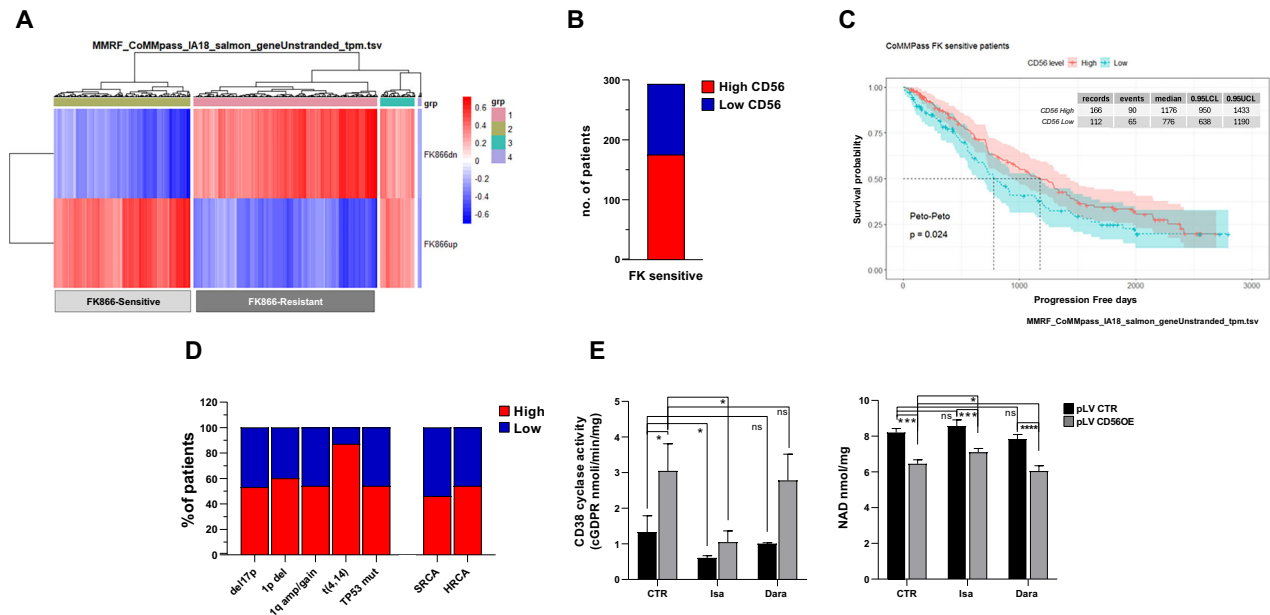 A
MMRF_CoMMpass_IA18_salmon_geneUnstranded_tpm.tsv
grp
FK866dn
FK866up
0.6
0.4
0.2
0
-0.2
-0.4
-0.6
grp
1
2
3
4
FK866-Sensitive
FK866-Resistant
B
High CD56
Low CD56
no. of patients
300
200
100
0
FK sensitive
C
CoMMPass FK sensitive patients
CD56 level High Low
records events median 0.95LCL 0.95UCL
CD56 High 166 90 1176 950 1433
CD56 Low 112 65 776 638 1190
Survival probability
1.00
0.75
0.50
0.25
0.00
Peto-Peto
p = 0.024
0 1000 2000 3000
Progression Free days
MMRF_CoMMpass_IA18_salmon_geneUnstranded_tpm.tsv
D
High
Low
%of patients
120
100
80
60
40
20
0
del17p
1p del
1q amp/gain
t(4.14)
TP53 mut
SRCA
HRCA
E
CD38 cyclase activity
(cGDPR nmoli/min/mg)
5
4
3
2
1
0
*
*
*
ns
ns
CTR Isa Dara
NAD nmol/mg
10
8
6
4
2
0
***
ns
***
*
ns
****
pLV CTR
pLV CD56OE
CTR Isa Dara